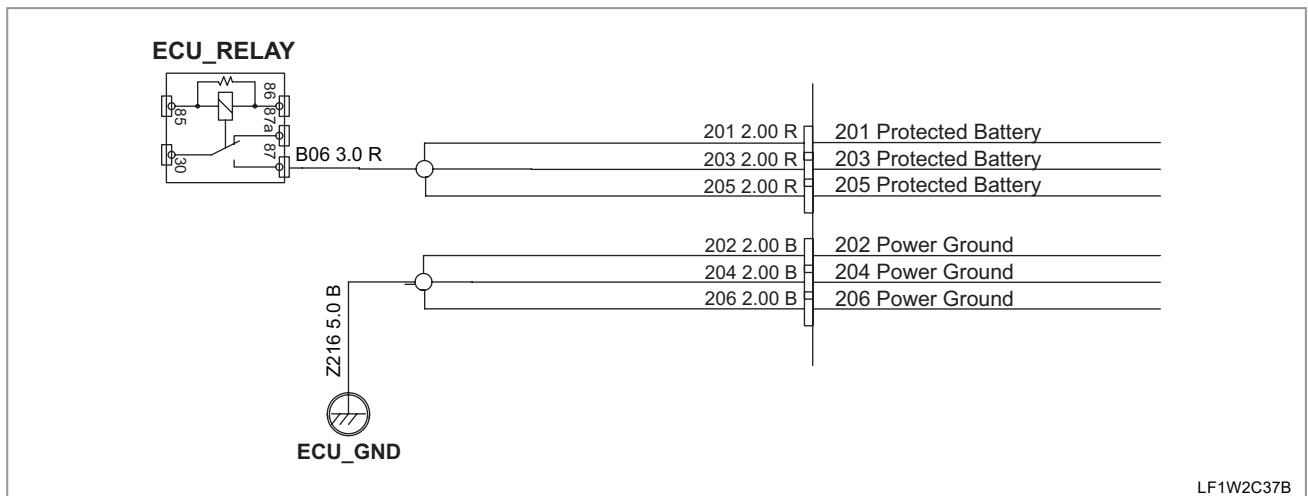 ECU_RELAY
86
87a
85
87
30
B06 3.0 R
201 2.00 R 201 Protected Battery
203 2.00 R 203 Protected Battery
205 2.00 R 205 Protected Battery
202 2.00 B 202 Power Ground
204 2.00 B 204 Power Ground
206 2.00 B 206 Power Ground
Z216 5.0 B
ECU_GND
LF1W2C37B